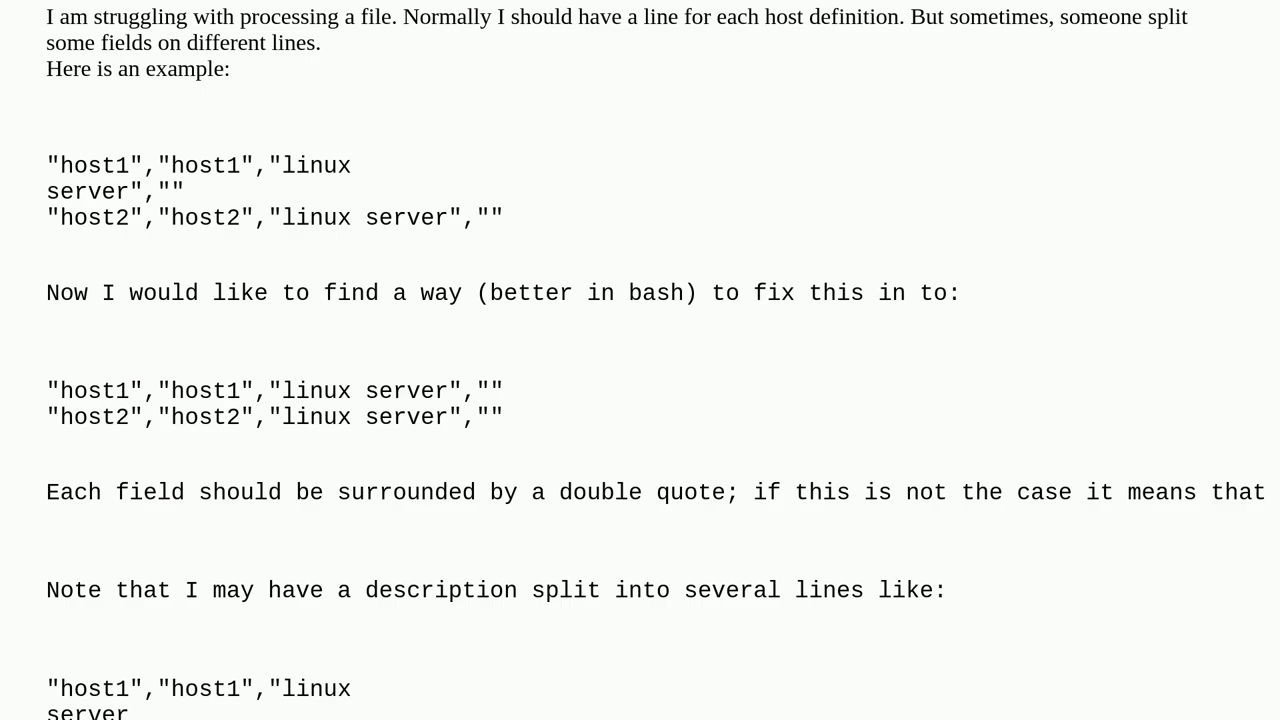 I am struggling with processing a file. Normally I should have a line for each host definition. But sometimes, someone split
some fields on different lines.
Here is an example:
"host1","host1","linux
server",""
"host2","host2","linux server",""
Now I would like to find a way (better in bash) to fix this in to:
"host1","host1","linux server",""
"host2","host2","linux server",""
Each field should be surrounded by a double quote; if this is not the case it means that
Note that I may have a description split into several lines like:
"host1","host1","linux
server